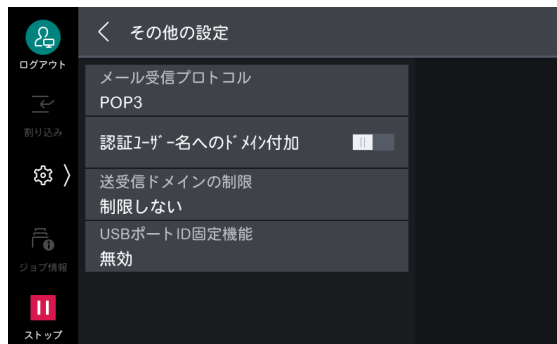 その他の設定
ログアウト
メール受信プロトコル
POP3
割り込み
認証ﾕｰｻﾞｰ名へのﾄﾞﾒｲﾝ付加
送受信ドメインの制限
制限しない
USBポートID固定機能
無効
ジョブ情報
ストップ